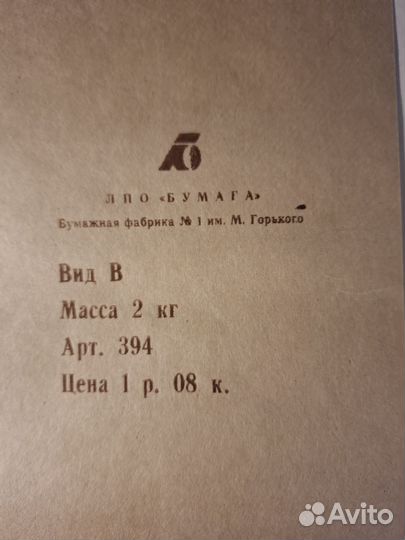 ЛПО «БУМАГА»
Бумажная фабрика № 1 им. М. Горького
Вид В
Масса 2 кг
Арт. 394
Цена 1 р. 08 к.
Avito